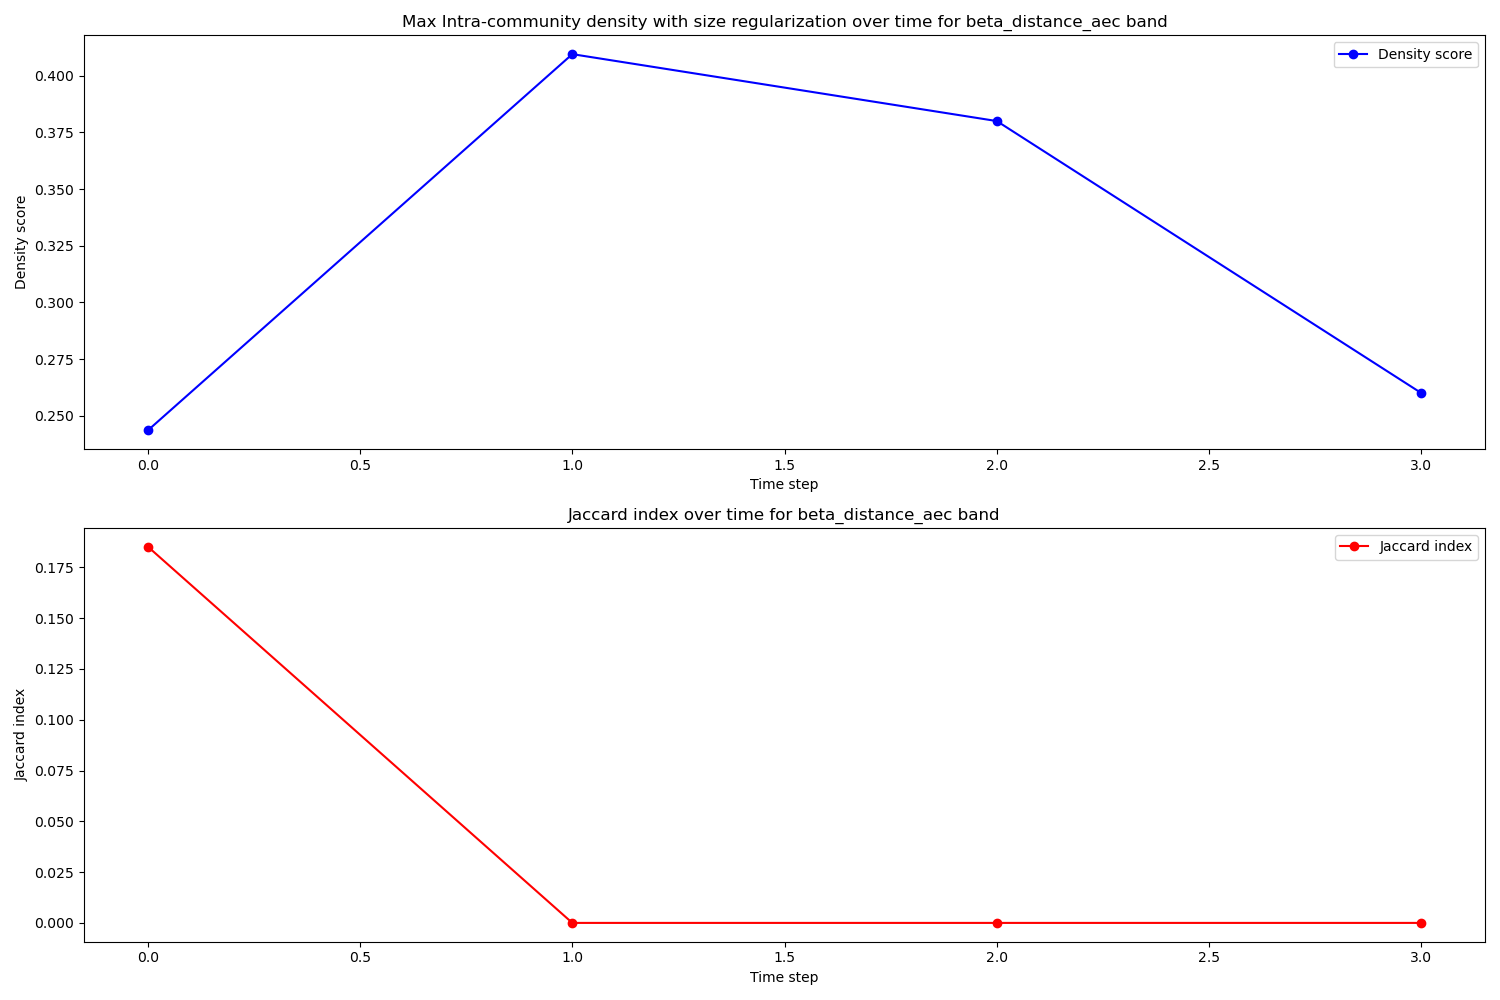 Max Intra-community density with size regularization over time for beta_distance_aec band
Density score
0.400
0.375
0.350
0.325
0.300
0.275
0.250
Density score
0.0 0.5 1.0 1.5 2.0 2.5 3.0
Time step
Jaccard index over time for beta_distance_aec band
Jaccard index
0.175
0.150
0.125
0.100
0.075
0.050
0.025
0.000
Jaccard index
0.0 0.5 1.0 1.5 2.0 2.5 3.0
Time step